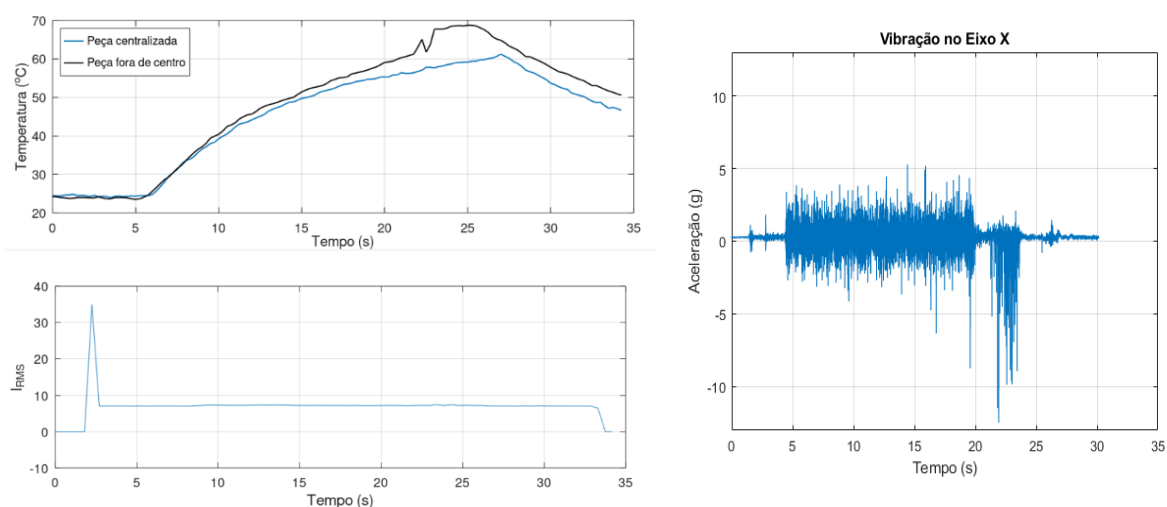 70
60
50
40
30
20
Temperatura (ºC)
Peça centralizada
Peça fora de centro
0 5 10 15 20 25 30 35
Tempo (s)
40
30
20
10
0
-10
IRMS
0 5 10 15 20 25 30 35
Tempo (s)
Vibração no Eixo X
10
5
0
-5
-10
Aceleração (g)
0 5 10 15 20 25 30 35
Tempo (s)